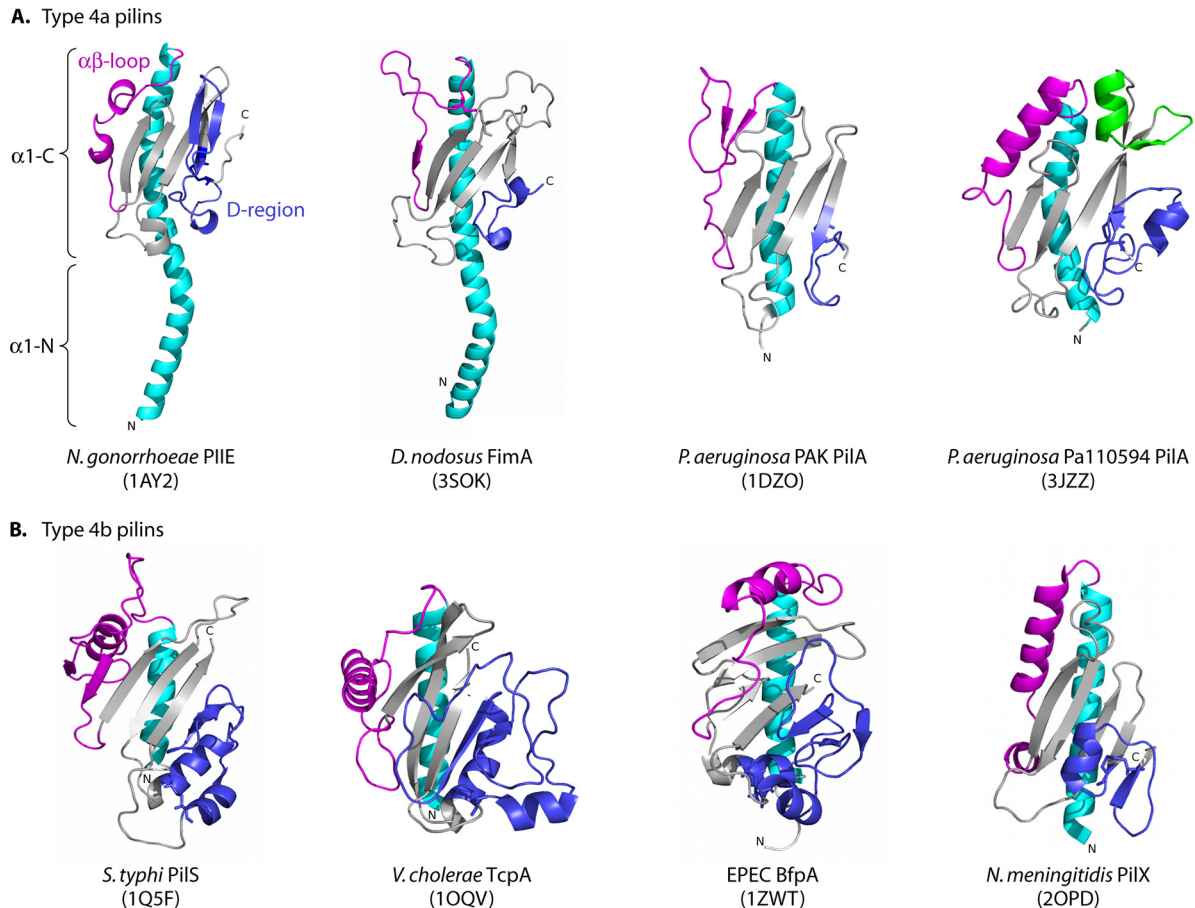 A. Type 4a pilins
αβ-loop
C
α1-C
D-region
α1-N
N
N. gonorrhoeae PilE
(1AY2)
C
N
D. nodosus FimA
(3SOK)
C
N
P. aeruginosa PAK PilA
(1DZO)
C
N
P. aeruginosa Pa110594 PilA
(3JZZ)
B. Type 4b pilins
C
N
S. typhi PilS
(1Q5F)
C
N
V. cholerae TcpA
(1OQV)
C
N
EPEC BfpA
(1ZWT)
C
N
N. meningitidis PilX
(2OPD)